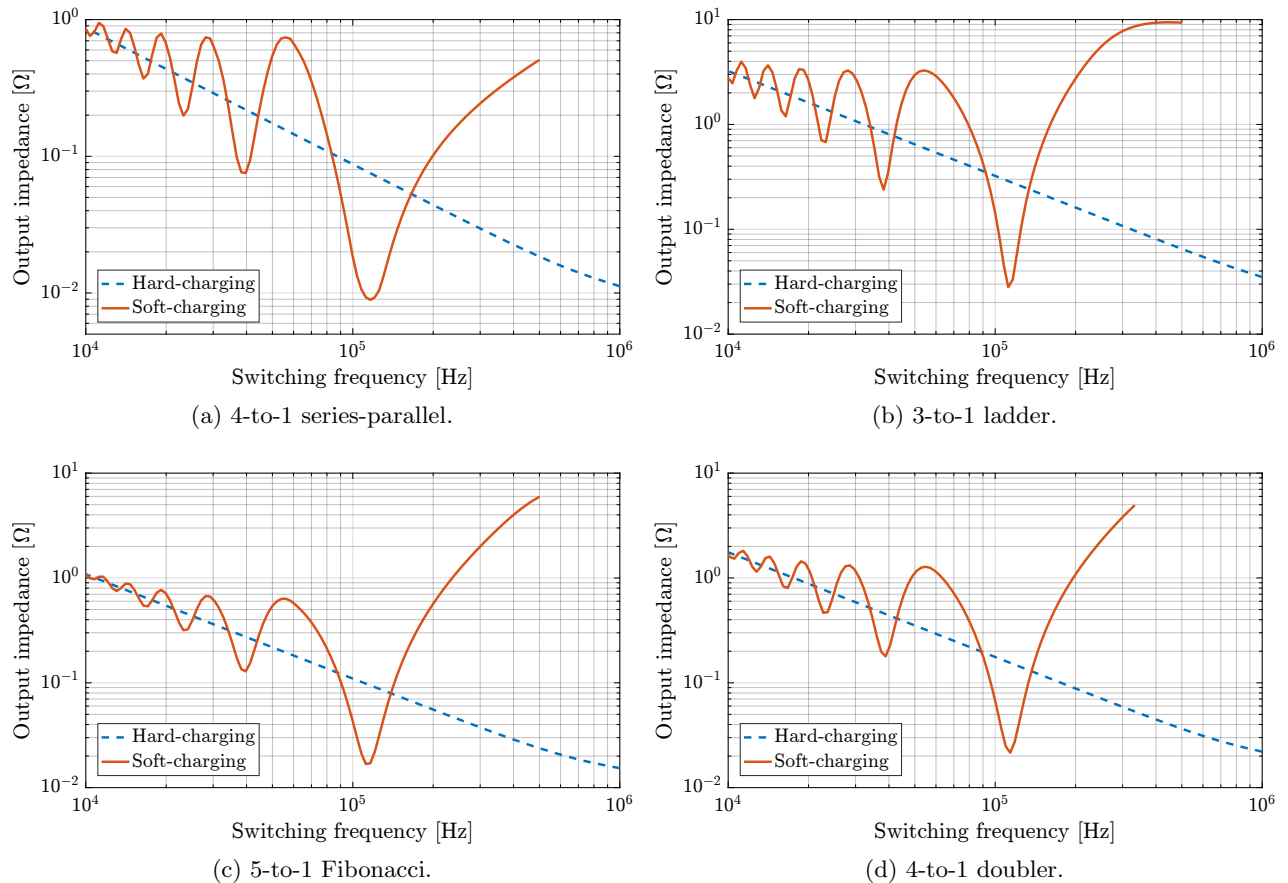 10^0
10^-1
10^-2
Output impedance [Ω]
Hard-charging
Soft-charging
10^4
10^5
10^6
Switching frequency [Hz]
(a) 4-to-1 series-parallel.
10^1
10^0
10^-1
10^-2
Output impedance [Ω]
Hard-charging
Soft-charging
10^4
10^5
10^6
Switching frequency [Hz]
(b) 3-to-1 ladder.
10^1
10^0
10^-1
10^-2
Output impedance [Ω]
Hard-charging
Soft-charging
10^4
10^5
10^6
Switching frequency [Hz]
(c) 5-to-1 Fibonacci.
10^1
10^0
10^-1
10^-2
Output impedance [Ω]
Hard-charging
Soft-charging
10^4
10^5
10^6
Switching frequency [Hz]
(d) 4-to-1 doubler.